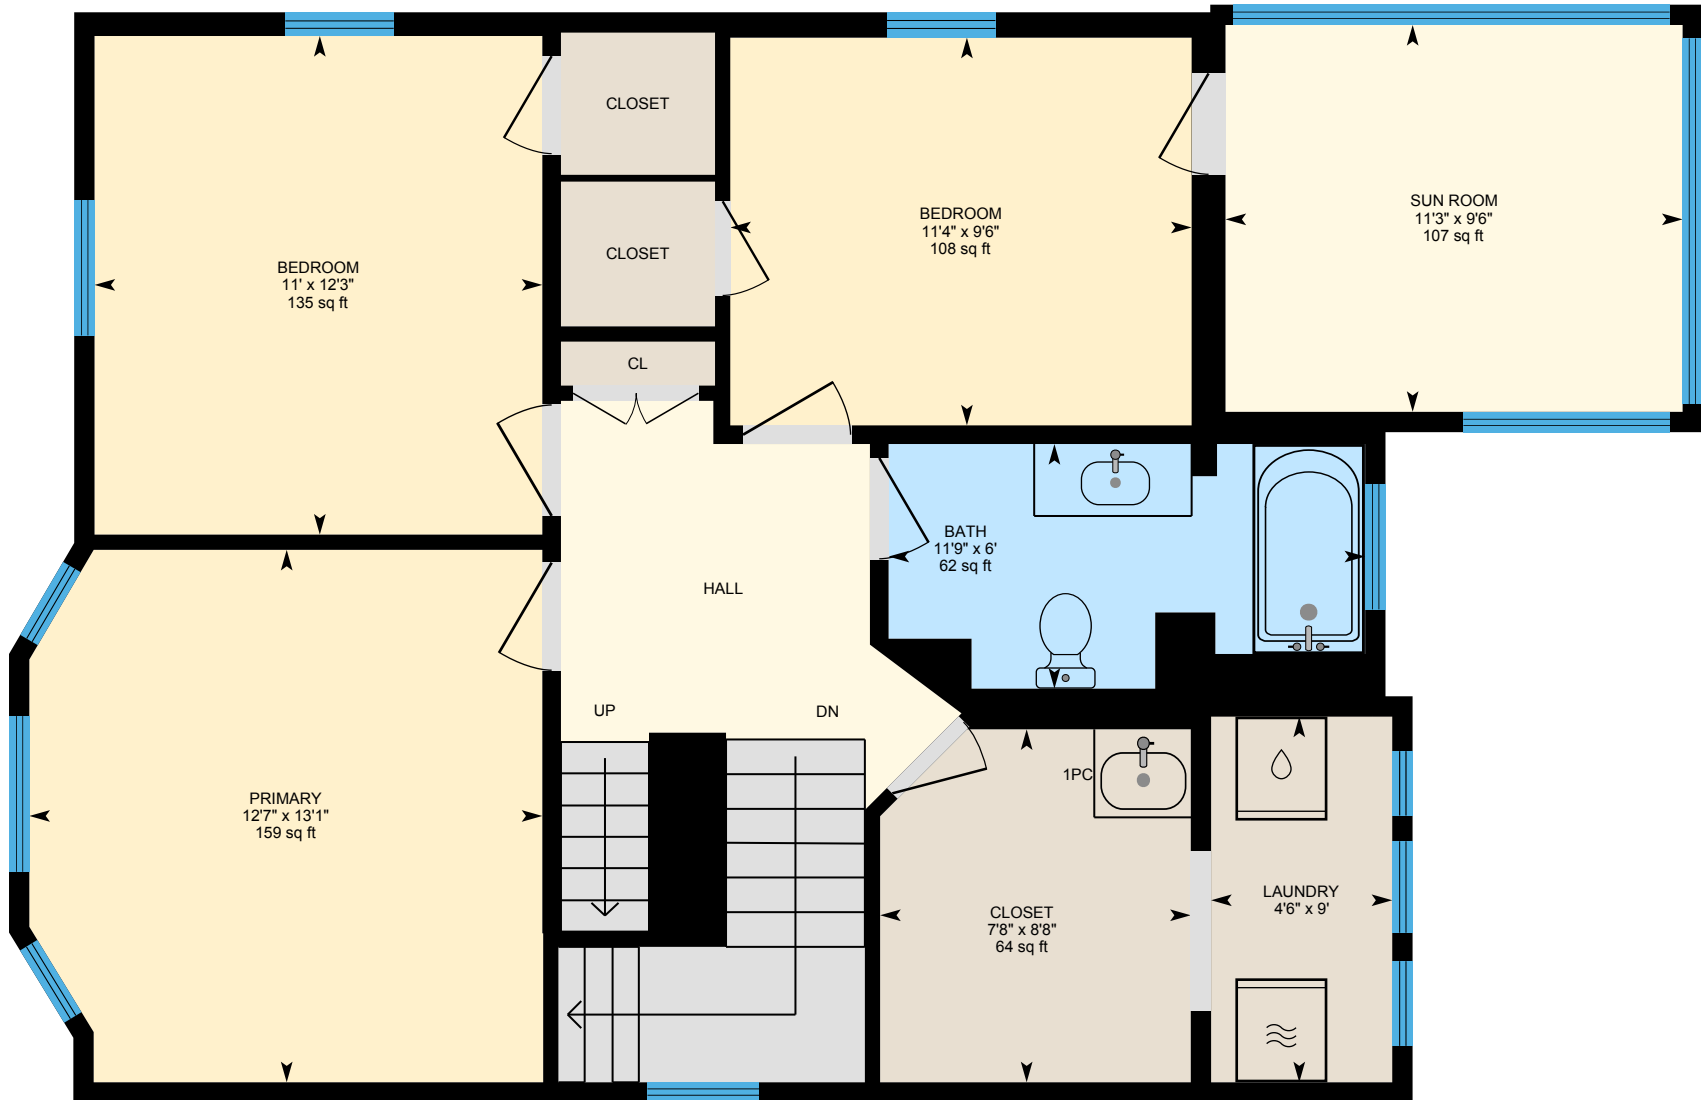 CLOSET
CLOSET
CL
BEDROOM
11' x 12'3"
135 sq ft
BEDROOM
11'4" x 9'6"
108 sq ft
SUN ROOM
11'3" x 9'6"
107 sq ft
BATH
11'9" x 6'
62 sq ft
HALL
UP
DN
PRIMARY
12'7" x 13'1"
159 sq ft
1PC
CLOSET
7'8" x 8'8"
64 sq ft
LAUNDRY
4'6" x 9'